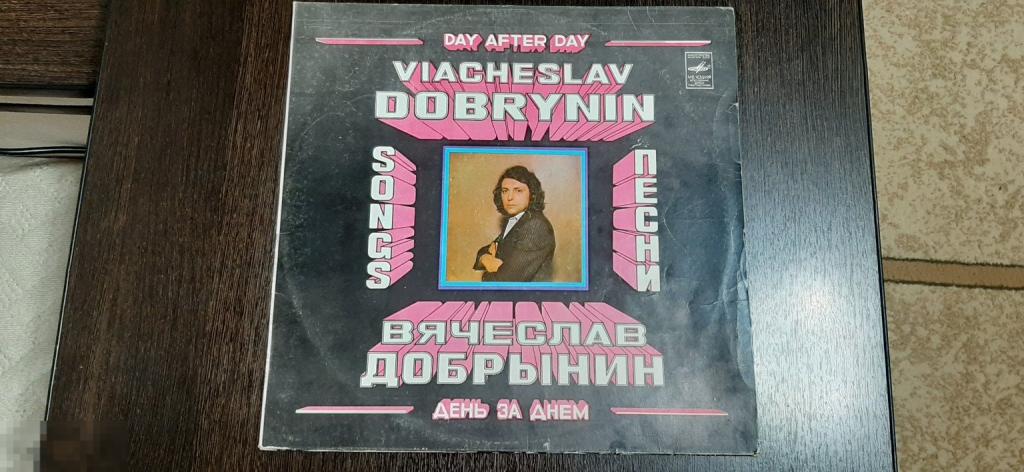 DAY AFTER DAY
VIACHESLAV
DOBRYNIN
SONGS
ПЕСНИ
ВЯЧЕСЛАВ
ДОБРЫНИН
ДЕНЬ ЗА ДНЕМ